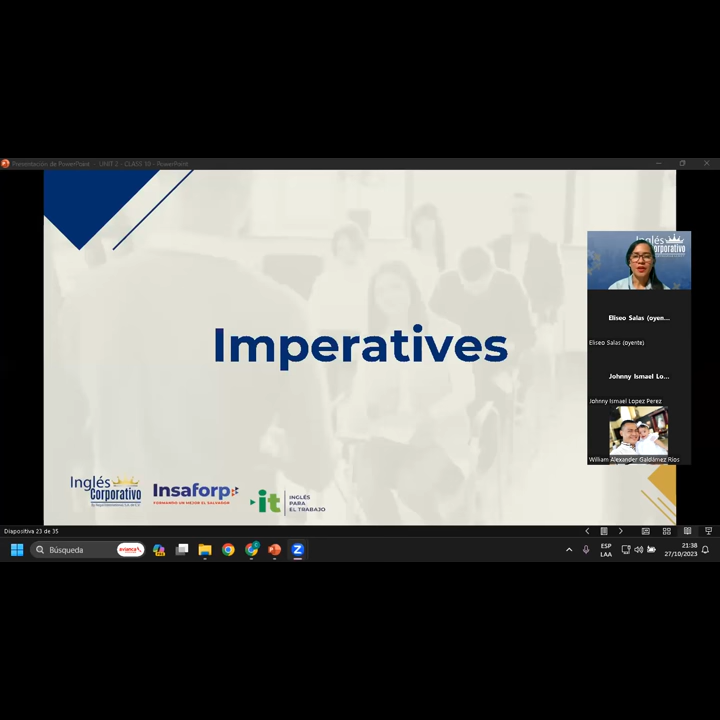 Presentación de PowerPoint - UNIT 2 - CLASS 19 - PowerPoint
Inglés
Corporativo
Eliseo Salas (oyen...
Eliseo Salas (oyente)
Imperatives
Johnny Ismael Lo...
Johnny Ismael Lopez Perez
William Alexander Galdámez Ríos
Inglés
Corporativo
Insaforp
FORMANDO UN MEJOR EL SALVADOR
it
INGLÉS
PARA
EL TRABAJO
Diapositiva 23 de 35
Búsqueda
avianca
ESP
LAA
21:38
27/10/2023